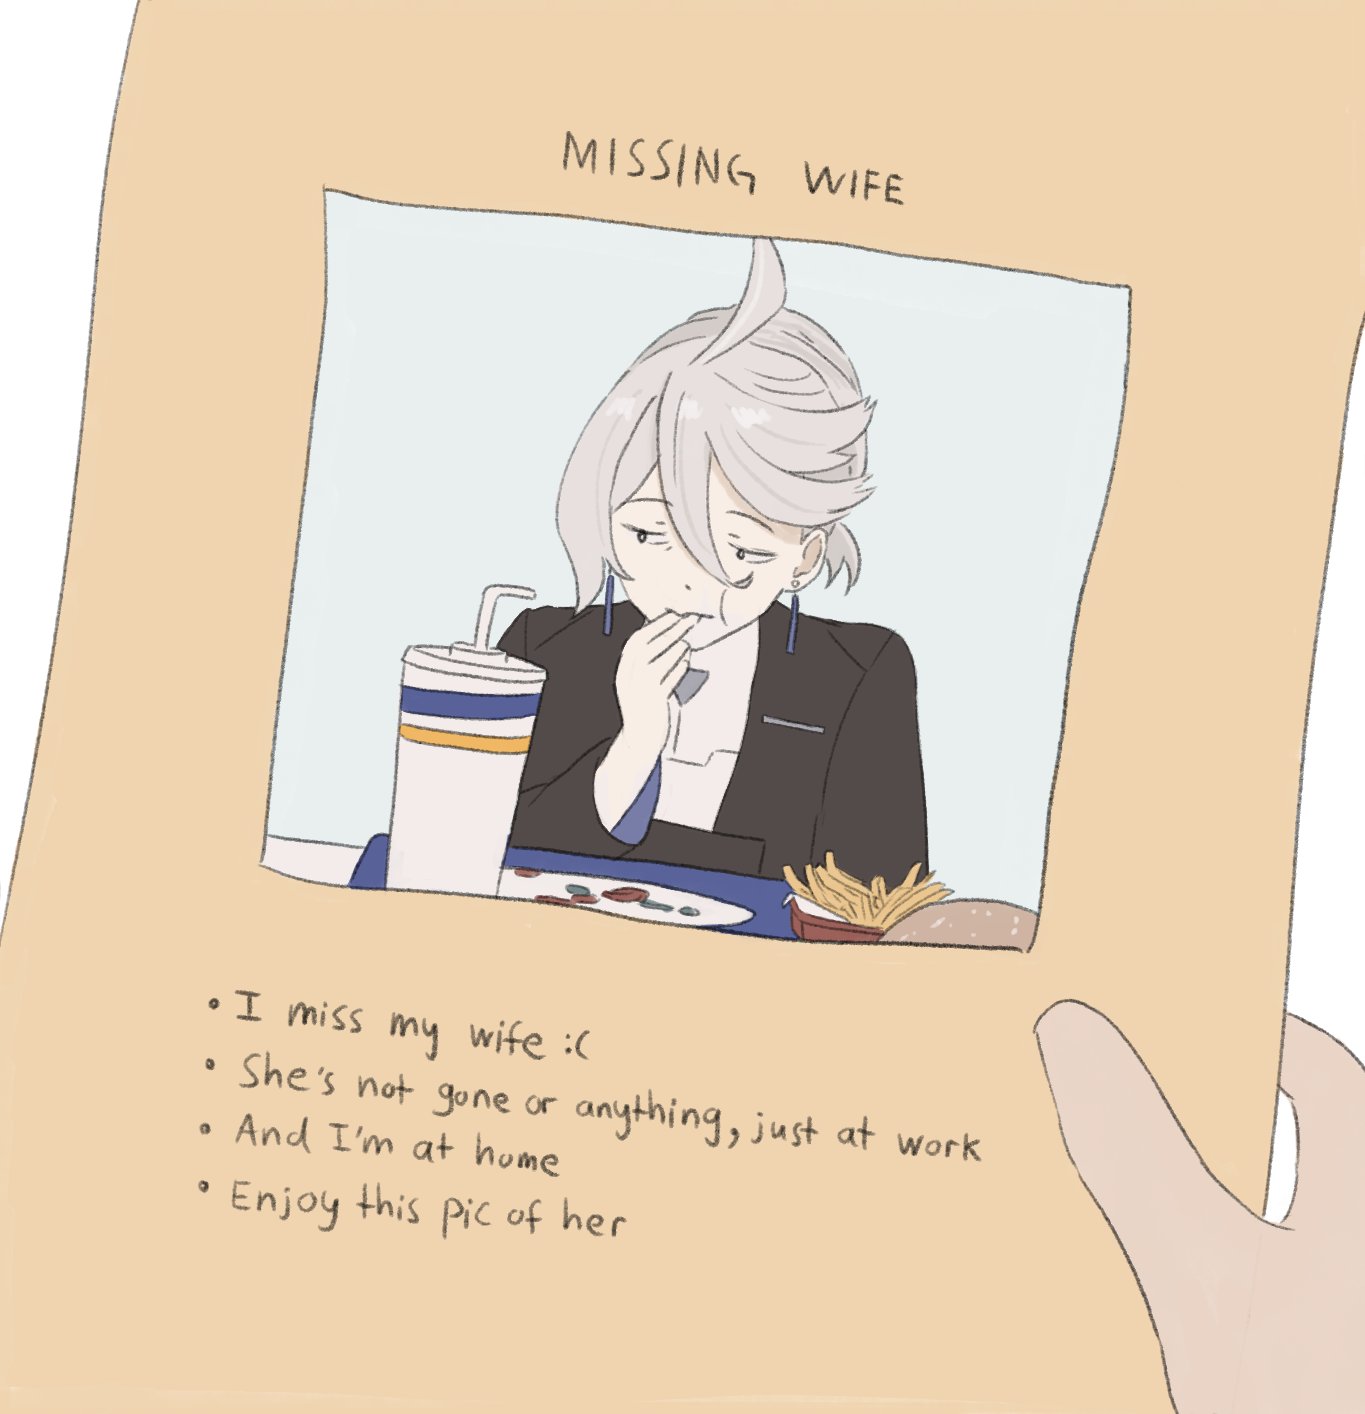 MISSING WIFE
• I miss my wife :(
• She's not gone or anything, just at work
• And I'm at home
• Enjoy this pic of her